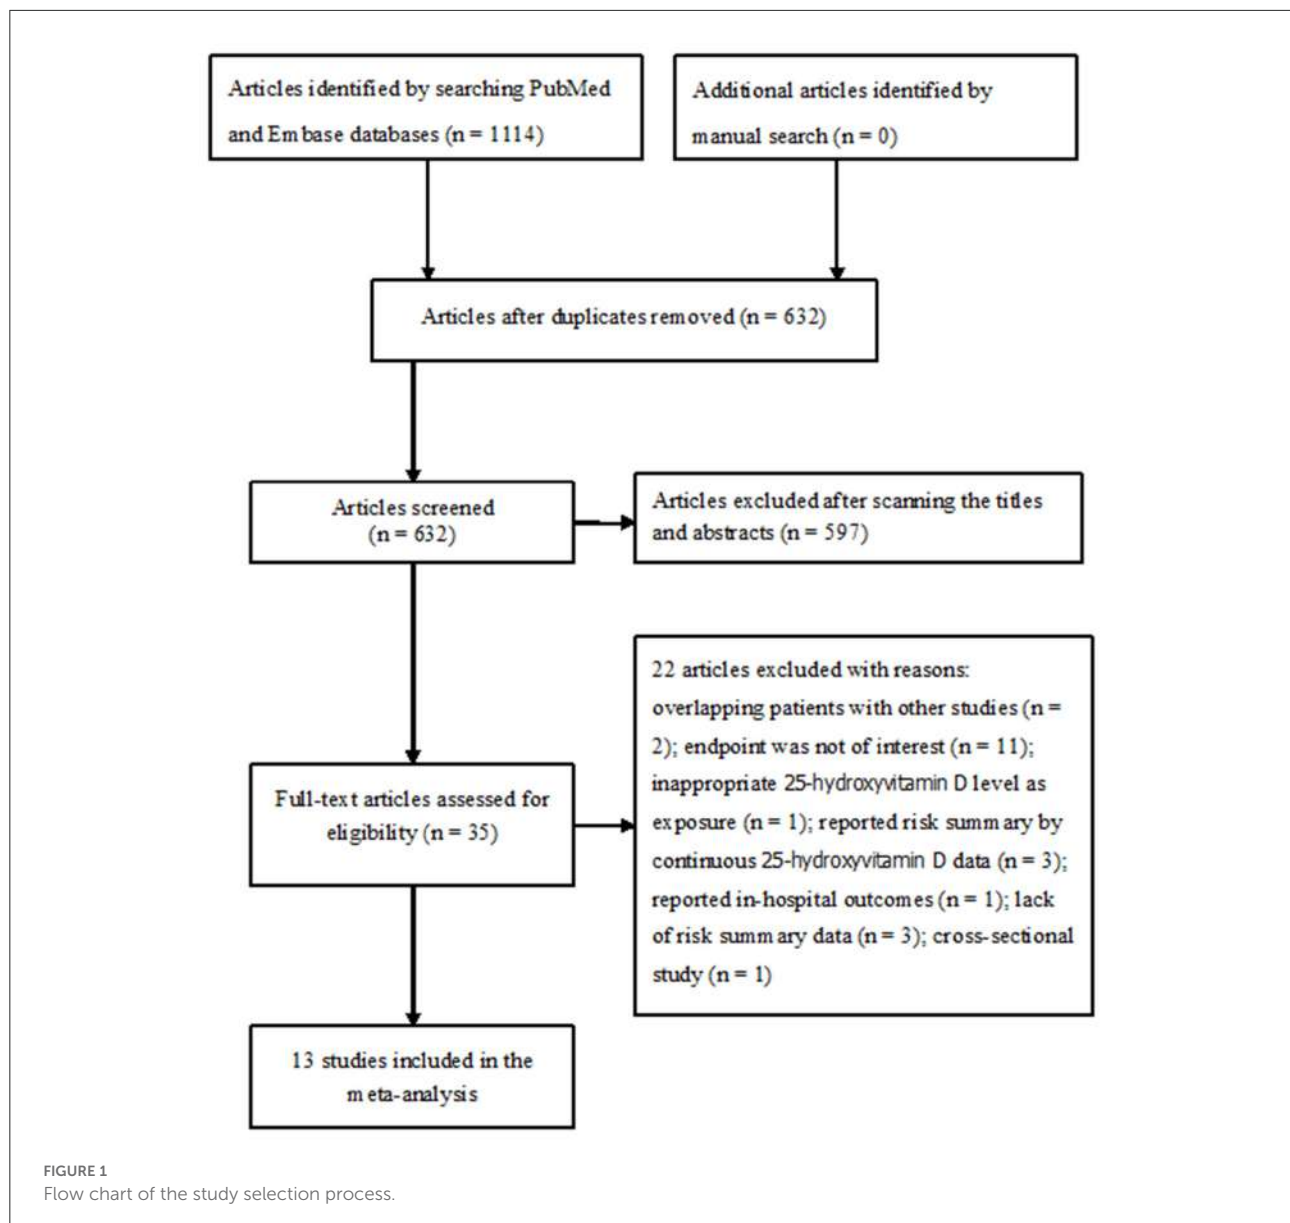 Articles identified by searching PubMed
and Embase databases (n = 1114)
Additional articles identified by
manual search (n = 0)
Articles after duplicates removed (n = 632)
Articles screened
(n = 632)
Articles excluded after scanning the titles
and abstracts (n = 597)
Full-text articles assessed for
eligibility (n = 35)
22 articles excluded with reasons:
overlapping patients with other studies (n =
2); endpoint was not of interest (n = 11);
inappropriate 25-hydroxyvitamin D level as
exposure (n = 1); reported risk summary by
continuous 25-hydroxyvitamin D data (n = 3);
reported in-hospital outcomes (n = 1); lack
of risk summary data (n = 3); cross-sectional
study (n = 1)
13 studies included in the
meta-analysis
FIGURE 1
Flow chart of the study selection process.